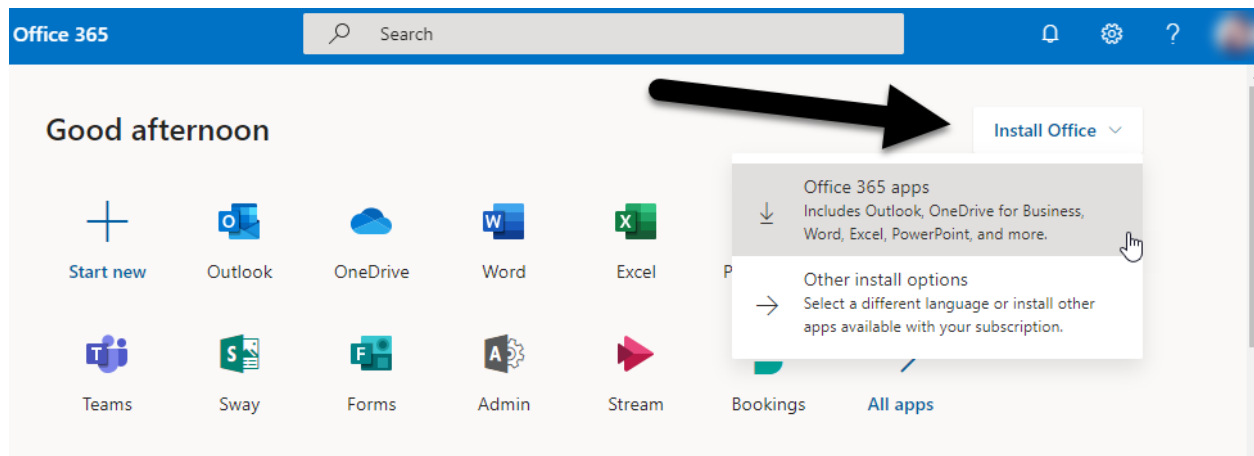 Office 365
Search
?
Good afternoon
Install Office
Office 365 apps
Includes Outlook, OneDrive for Business,
Word, Excel, PowerPoint, and more.
Other install options
Select a different language or install other
apps available with your subscription.
Start new
Outlook
OneDrive
Word
Excel
P
Teams
Sway
Forms
Admin
Stream
Bookings
All apps